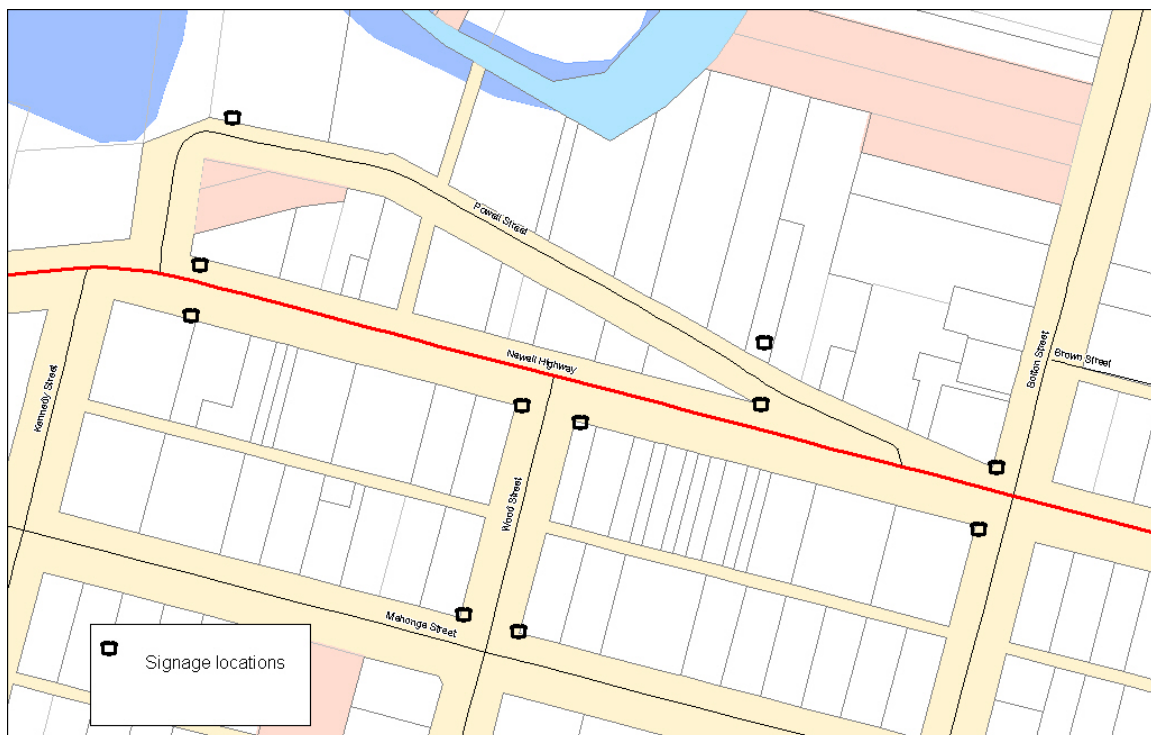 Powell Street
Newell Highway
Bolton Street
Brown Street
Kennedy Street
Wood Street
Mahonga Street
Signage locations